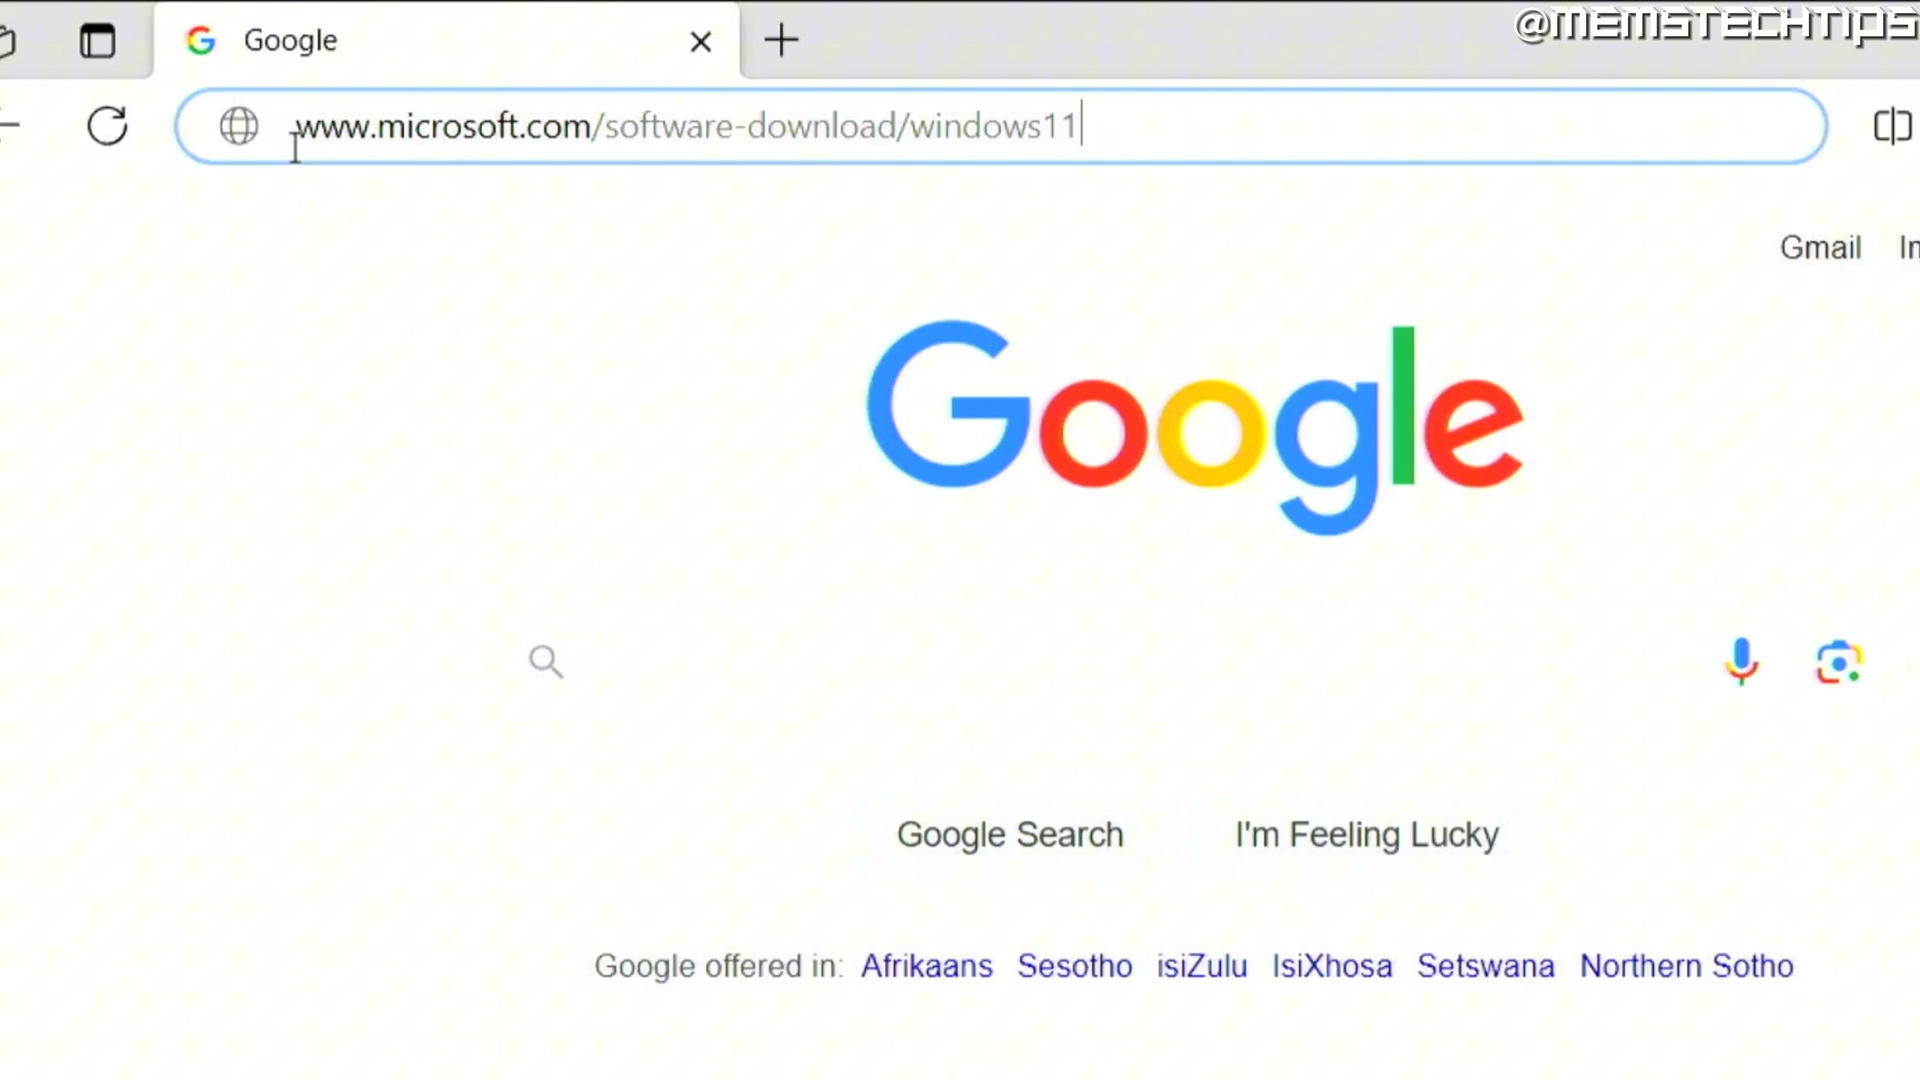 @MEMSTECHTIPS
Google
www.microsoft.com/software-download/windows11
Gmail
Google
Google Search I'm Feeling Lucky
Google offered in: Afrikaans Sesotho isiZulu IsiXhosa Setswana Northern Sotho